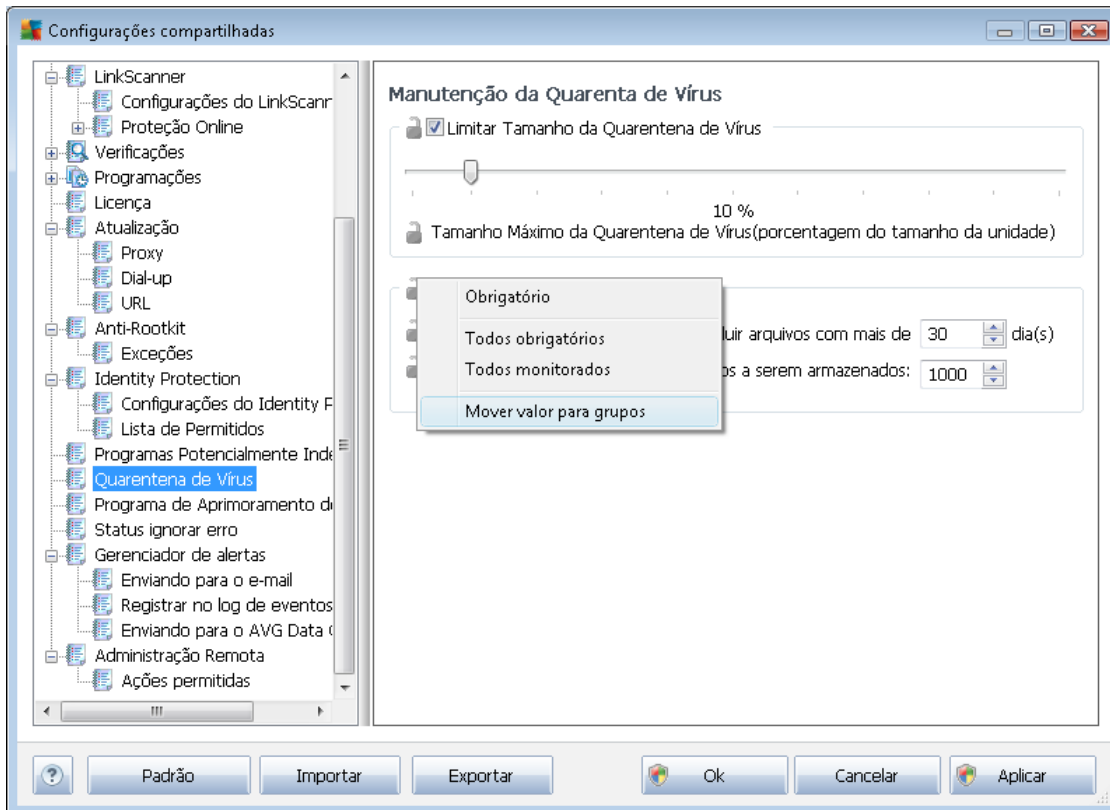 Configurações compartilhadas
LinkScanner
Configurações do LinkScanr
Proteção Online
Verificações
Programações
Licença
Atualização
Proxy
Dial-up
URL
Anti-Rootkit
Exceções
Identity Protection
Configurações do Identity
Lista de Permitidos
Programas Potencialmente Inde
Quarentena de Vírus
Programa de Aprimoramento d
Status ignorar erro
Gerenciador de alertas
Enviando para o e-mail
Registrar no log de eventos
Enviando para o AVG Data
Administração Remota
Ações permitidas
Manutenção da Quarenta de Vírus
Limitar Tamanho da Quarentena de Vírus
10 %
Tamanho Máximo da Quarentena de Vírus(porcentagem do tamanho da unidade)
Obrigatório
Todos obrigatórios
Todos monitorados
Mover valor para grupos
luir arquivos com mais de 30 dia(s)
os a serem armazenados: 1000
? Padrão Importar Exportar Ok Cancelar Aplicar